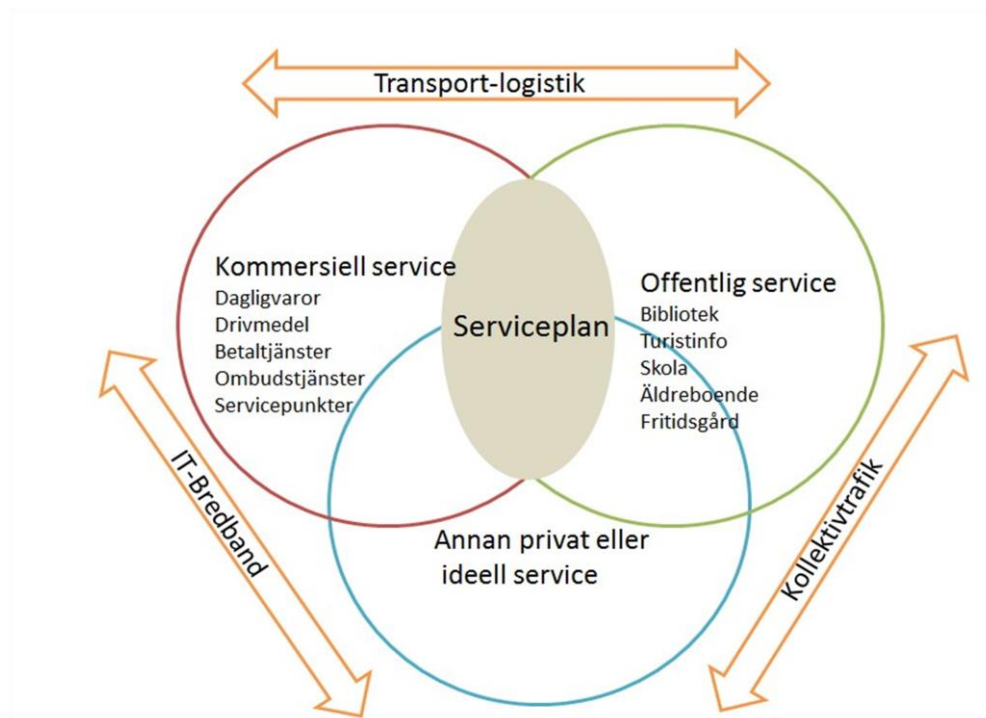 Transport-logistik
Kommersiell service
Dagligvaror
Drivmedel
Betaltjänster
Ombudstjänster
Servicepunkter
Serviceplan
Offentlig service
Bibliotek
Turistinfo
Skola
Äldreboende
Fritidsgård
IT-Bredband
Annan privat eller
ideell service
Kollektivtrafik